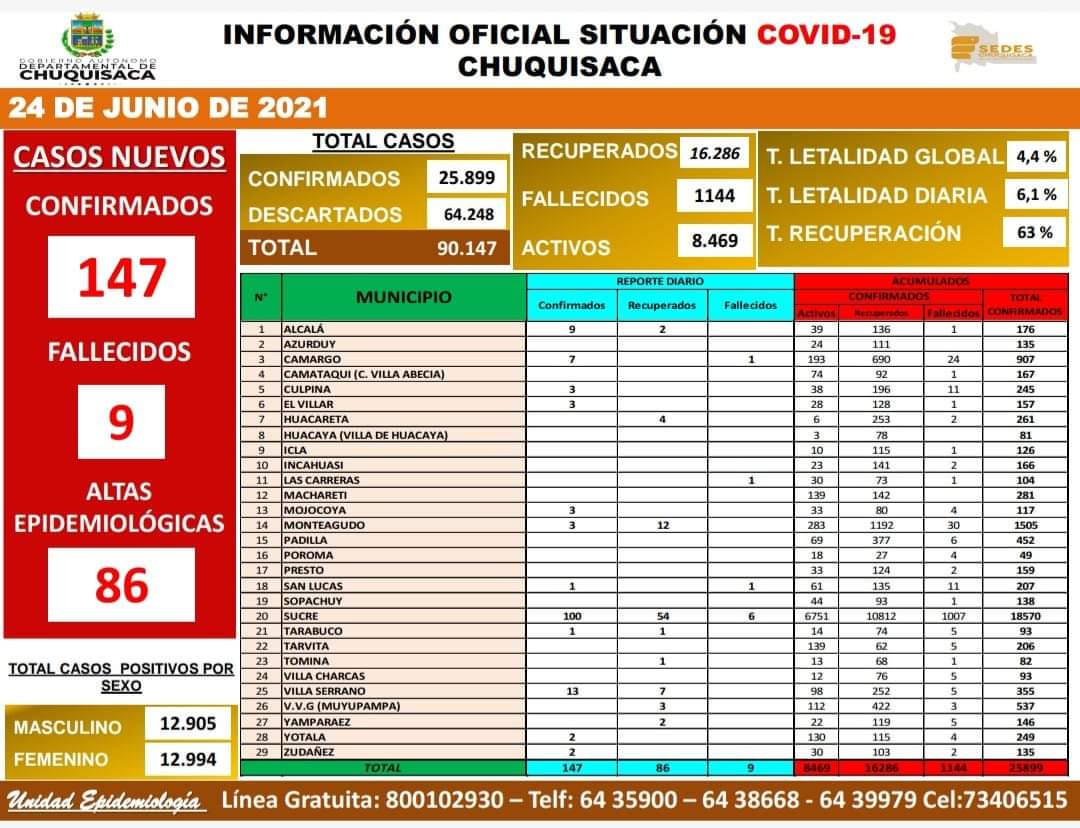 GOBIERNO AUTÓNOMO
DEPARTAMENTAL DE
CHUQUISACA
INFORMACIÓN OFICIAL SITUACIÓN COVID-19
CHUQUISACA
SEDES
CHUQUISACA
24 DE JUNIO DE 2021
CASOS NUEVOS
CONFIRMADOS
147
FALLECIDOS
9
ALTAS
EPIDEMIOLÓGICAS
86
TOTAL CASOS POSITIVOS POR
SEXO
MASCULINO 12.905
FEMENINO 12.994
TOTAL CASOS
CONFIRMADOS 25.899
DESCARTADOS 64.248
TOTAL 90.147
RECUPERADOS 16.286
FALLECIDOS 1144
ACTIVOS 8.469
T. LETALIDAD GLOBAL 4,4 %
T. LETALIDAD DIARIA 6,1 %
T. RECUPERACIÓN 63 %
REPORTE DIARIO ACUMULADOS
N° MUNICIPIO Confirmados Recuperados Fallecidos CONFIRMADOS TOTAL CONFIRMADOS
Activos Recuperados Fallecidos
1 ALCALÁ 9 2 39 136 1 176
2 AZURDUY 24 111 135
3 CAMARGO 7 1 193 690 24 907
4 CAMATAQUI (C. VILLA ABECIA) 74 92 1 167
5 CULPINA 3 38 196 11 245
6 EL VILLAR 3 28 128 1 157
7 HUACARETA 4 6 253 2 261
8 HUACAYA (VILLA DE HUACAYA) 3 78 81
9 ICLA 10 115 1 126
10 INCAHUASI 23 141 2 166
11 LAS CARRERAS 1 30 73 1 104
12 MACHARETI 139 142 281
13 MOJOCOYA 3 33 80 4 117
14 MONTEAGUDO 3 12 283 1192 30 1505
15 PADILLA 69 377 6 452
16 POROMA 18 27 4 49
17 PRESTO 33 124 2 159
18 SAN LUCAS 1 1 61 135 11 207
19 SOPACHUY 44 93 1 138
20 SUCRE 100 54 6 6751 10812 1007 18570
21 TARABUCO 1 1 14 74 5 93
22 TARVITA 139 62 5 206
23 TOMINA 1 13 68 1 82
24 VILLA CHARCAS 12 76 5 93
25 VILLA SERRANO 13 7 98 252 5 355
26 V.V.G (MUYUPAMPA) 3 112 422 3 537
27 YAMPARAEZ 2 22 119 5 146
28 YOTALA 2 130 115 4 249
29 ZUDAÑEZ 2 30 103 2 135
TOTAL 147 86 9 8469 16286 1144 25899
Unidad Epidemiología Línea Gratuita: 800102930 – Telf: 64 35900 – 64 38668 - 64 39979 Cel:73406515